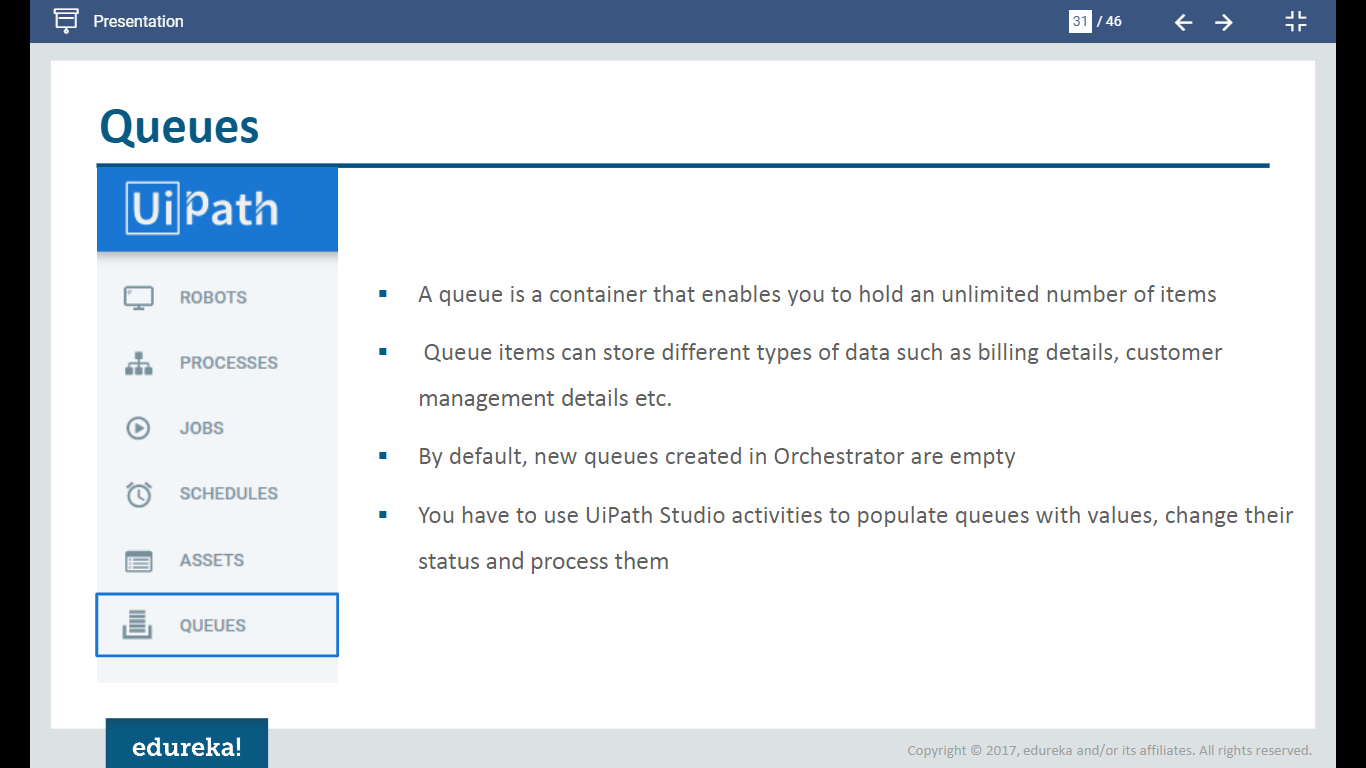 Presentation
31 / 46
Queues
UiPath
ROBOTS
PROCESSES
JOBS
SCHEDULES
ASSETS
QUEUES
▪ A queue is a container that enables you to hold an unlimited number of items
▪ Queue items can store different types of data such as billing details, customer
management details etc.
▪ By default, new queues created in Orchestrator are empty
▪ You have to use UiPath Studio activities to populate queues with values, change their
status and process them
edureka!
Copyright © 2017, edureka and/or its affiliates. All rights reserved.